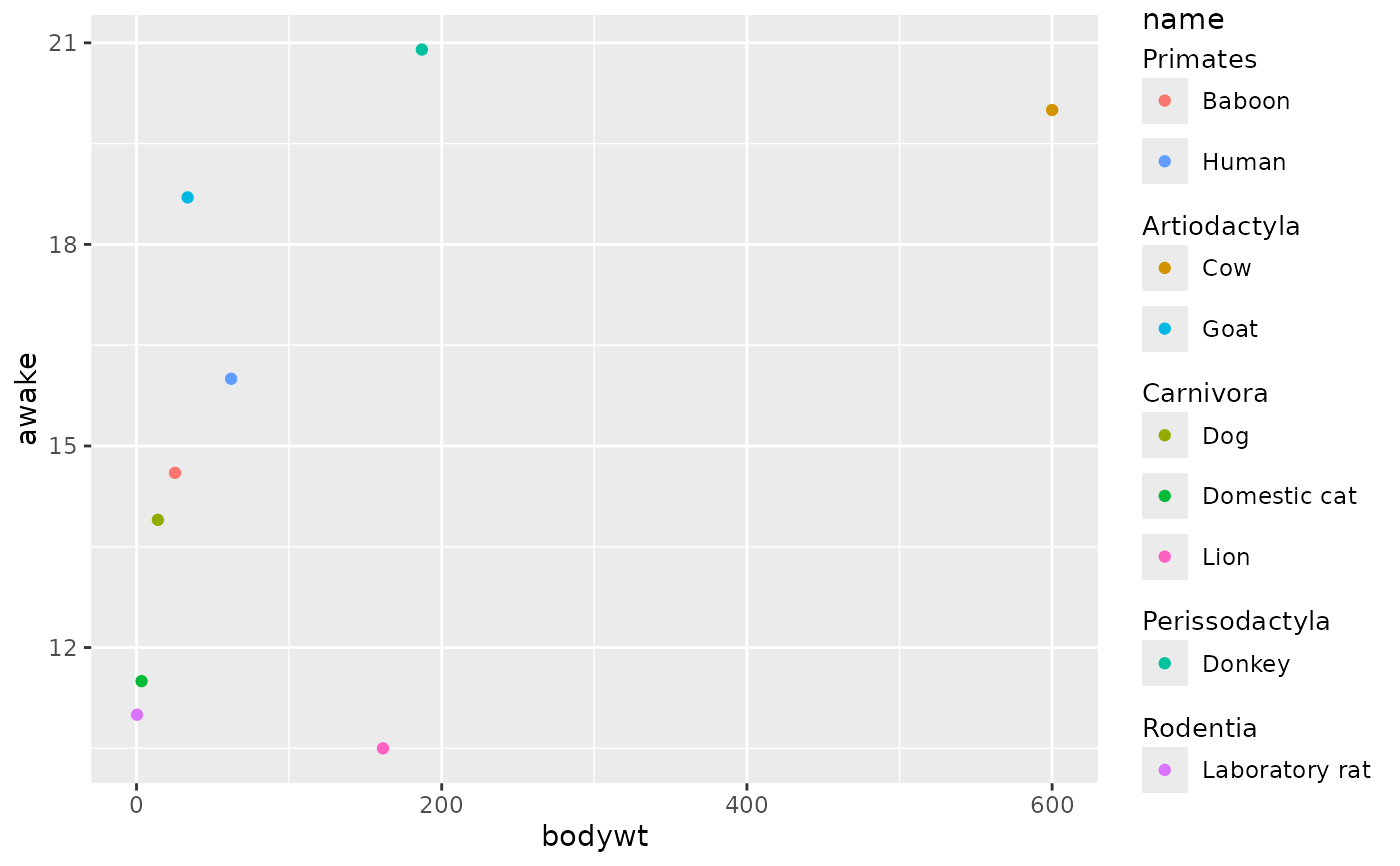 21
18
15
12
awake
0
200
400
600
bodywt
name
Primates
Baboon
Human
Artiodactyla
Cow
Goat
Carnivora
Dog
Domestic cat
Lion
Perissodactyla
Donkey
Rodentia
Laboratory rat